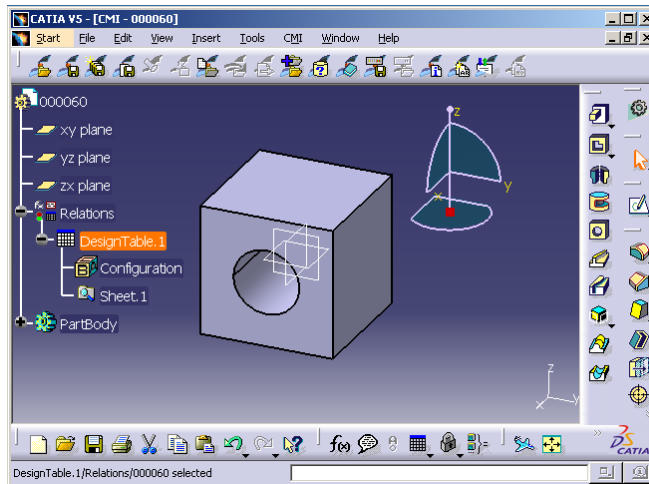 CATIA V5 - [CMI - 000060]
Start File Edit View Insert Tools CMI Window Help
000060
xy plane
yz plane
zx plane
Relations
DesignTable.1
Configuration
Sheet.1
PartBody
z
y
x
z
y
x
f(x)
DS
CATIA
DesignTable.1/Relations/000060 selected